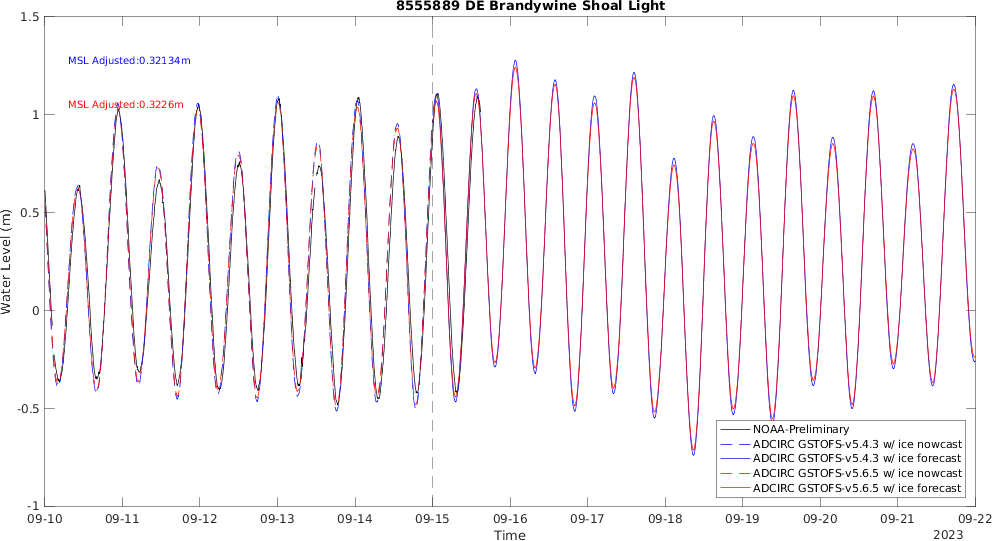 8555889 DE Brandywine Shoal Light
1.5
MSL Adjusted:0.32134m
MSL Adjusted:0.3226m
1
0.5
0
-0.5
-1
Water Level (m)
NOAA-Preliminary
ADCIRC GSTOFS-v5.4.3 w/ ice nowcast
ADCIRC GSTOFS-v5.4.3 w/ ice forecast
ADCIRC GSTOFS-v5.6.5 w/ ice nowcast
ADCIRC GSTOFS-v5.6.5 w/ ice forecast
09-10 09-11 09-12 09-13 09-14 09-15 09-16 09-17 09-18 09-19 09-20 09-21 09-22
Time
2023